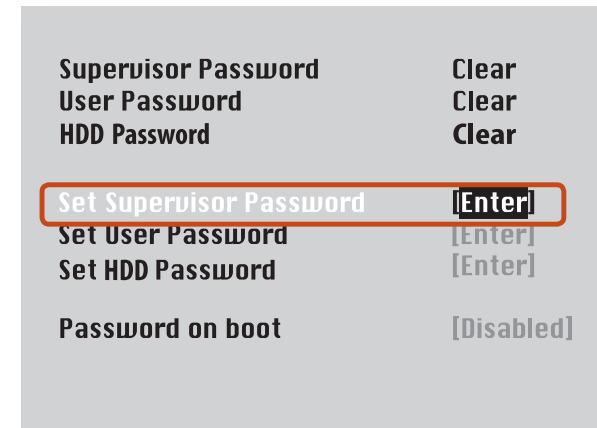 Supervisor Password Clear
User Password Clear
HDD Password Clear
Set Supervisor Password [Enter]
Set User Password [Enter]
Set HDD Password [Enter]
Password on boot [Disabled]